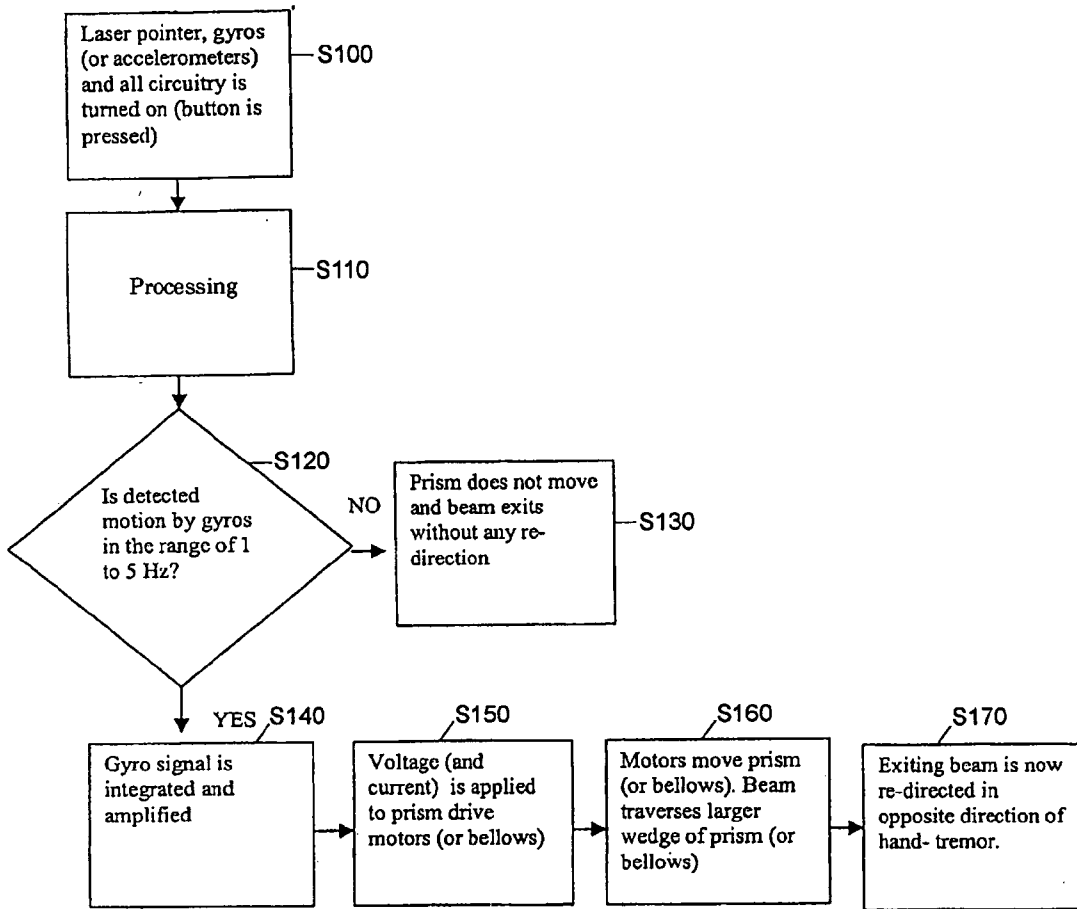 Laser pointer, gyros
(or accelerometers)
and all circuitry is
turned on (button is
pressed)
S100
Processing
S110
S120
Is detected
motion by gyros
in the range of 1
to 5 Hz?
NO
Prism does not move
and beam exits
without any re-
direction
S130
YES
S140
Gyro signal is
integrated and
amplified
S150
Voltage (and
current) is applied
to prism drive
motors (or bellows)
S160
Motors move prism
(or bellows). Beam
traverses larger
wedge of prism (or
bellows)
S170
Exiting beam is now
re-directed in
opposite direction of
hand- tremor.